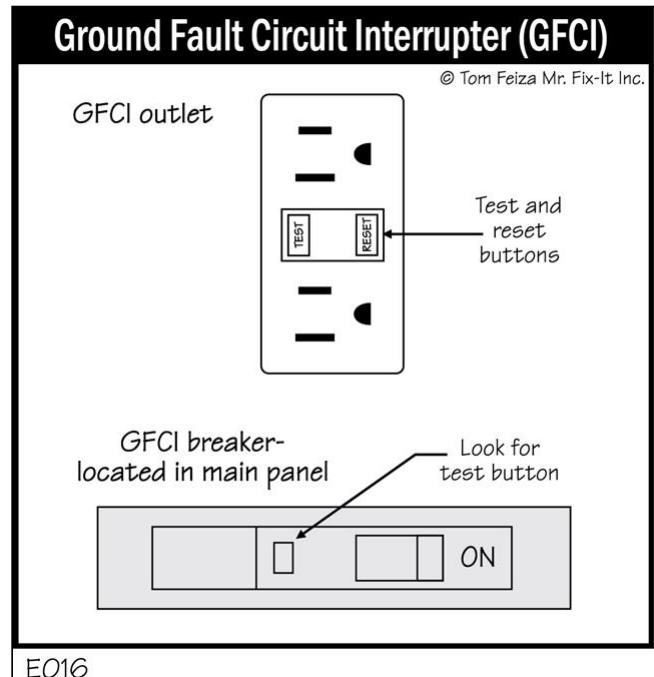 Ground Fault Circuit Interrupter (GFCI)
© Tom Feiza Mr. Fix-It Inc.
GFCI outlet
TEST
RESET
Test and
reset
buttons
GFCI breaker-
located in main panel
Look for
test button
ON
E016